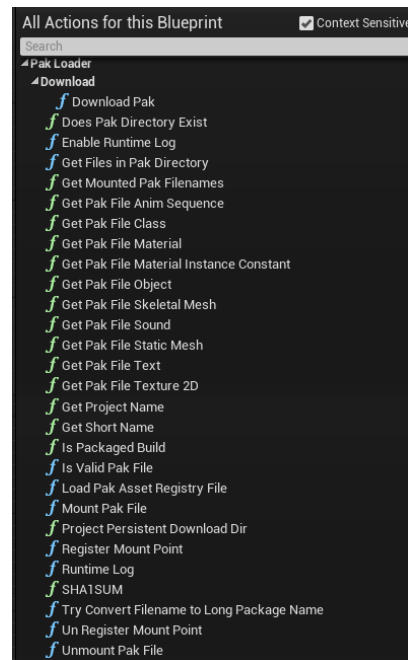 All Actions for this Blueprint
Context Sensitive
Search
Pak Loader
Download
Download Pak
Does Pak Directory Exist
Enable Runtime Log
Get Files in Pak Directory
Get Mounted Pak Filenames
Get Pak File Anim Sequence
Get Pak File Class
Get Pak File Material
Get Pak File Material Instance Constant
Get Pak File Object
Get Pak File Skeletal Mesh
Get Pak File Sound
Get Pak File Static Mesh
Get Pak File Text
Get Pak File Texture 2D
Get Project Name
Get Short Name
Is Packaged Build
Is Valid Pak File
Load Pak Asset Registry File
Mount Pak File
Project Persistent Download Dir
Register Mount Point
Runtime Log
SHA1SUM
Try Convert Filename to Long Package Name
Un Register Mount Point
Unmount Pak File